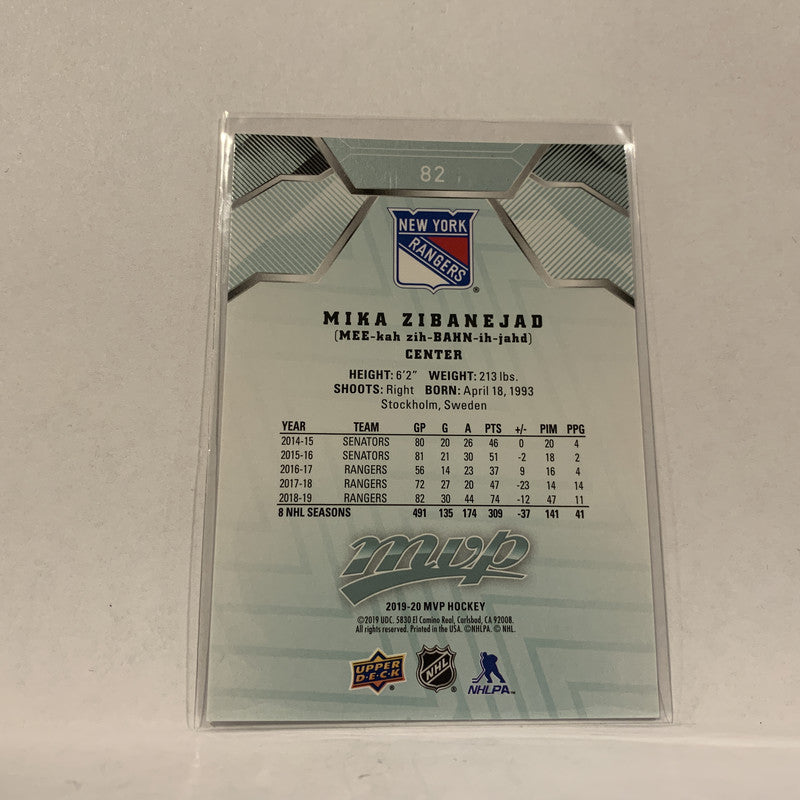 82
NEW YORK
RANGERS
®
MIKA ZIBANEJAD
(MEE-kah zih-BAHN-ih-jahd)
CENTER
HEIGHT: 6'2" WEIGHT: 213 lbs.
SHOOTS: Right BORN: April 18, 1993
Stockholm, Sweden
YEAR TEAM GP G A PTS +/- PIM PPG
2014-15 SENATORS 80 20 26 46 0 20 4
2015-16 SENATORS 81 21 30 51 -2 18 2
2016-17 RANGERS 56 14 23 37 9 16 4
2017-18 RANGERS 72 27 20 47 -23 14 14
2018-19 RANGERS 82 30 44 74 -12 47 11
8 NHL SEASONS 491 135 174 309 -37 141 41
mvp
2019-20 MVP HOCKEY
©2019 UDC. 5830 El Camino Real, Carlsbad, CA 92008.
All rights reserved. Printed in the USA. ©NHLPA. © NHL.
UPPER DECK ® NHL ® NHLPA™